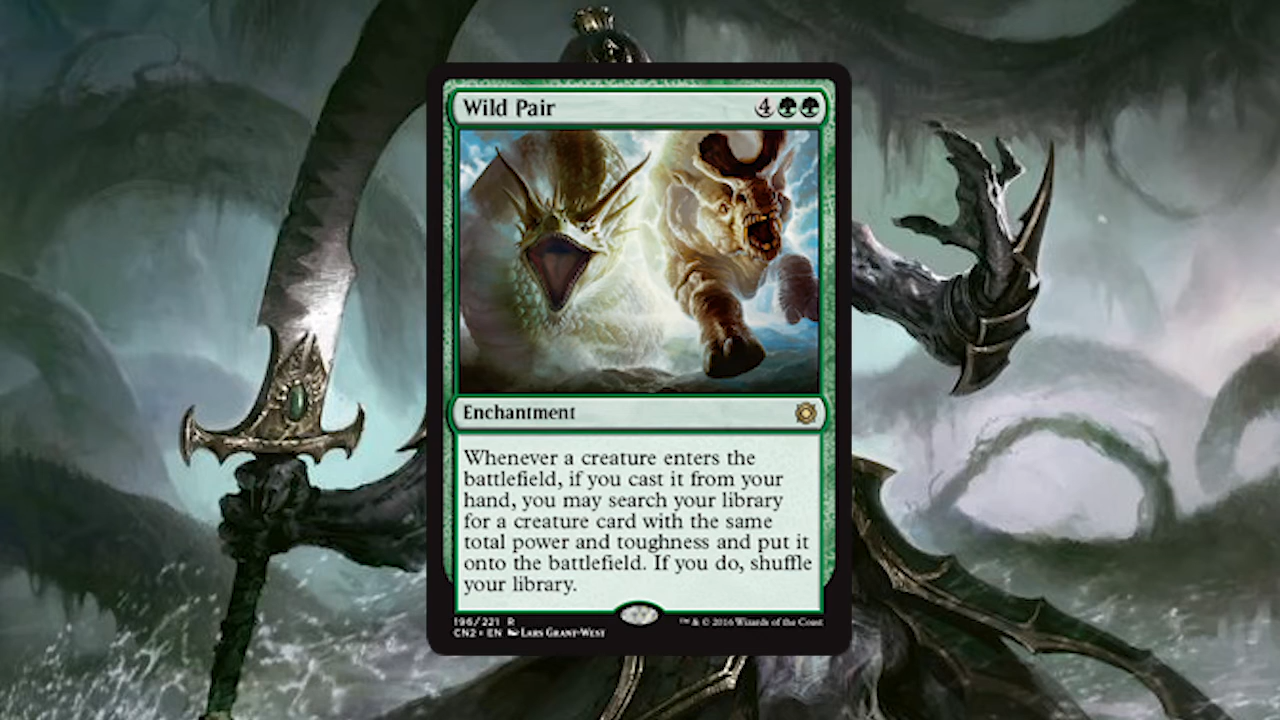 Wild Pair 4
Enchantment
Whenever a creature enters the
battlefield, if you cast it from your
hand, you may search your library
for a creature card with the same
total power and toughness and put it
onto the battlefield. If you do, shuffle
your library.
196/221 R
™ & © 2016 Wizards of the Coast
CN2 • EN Lars Grant-West